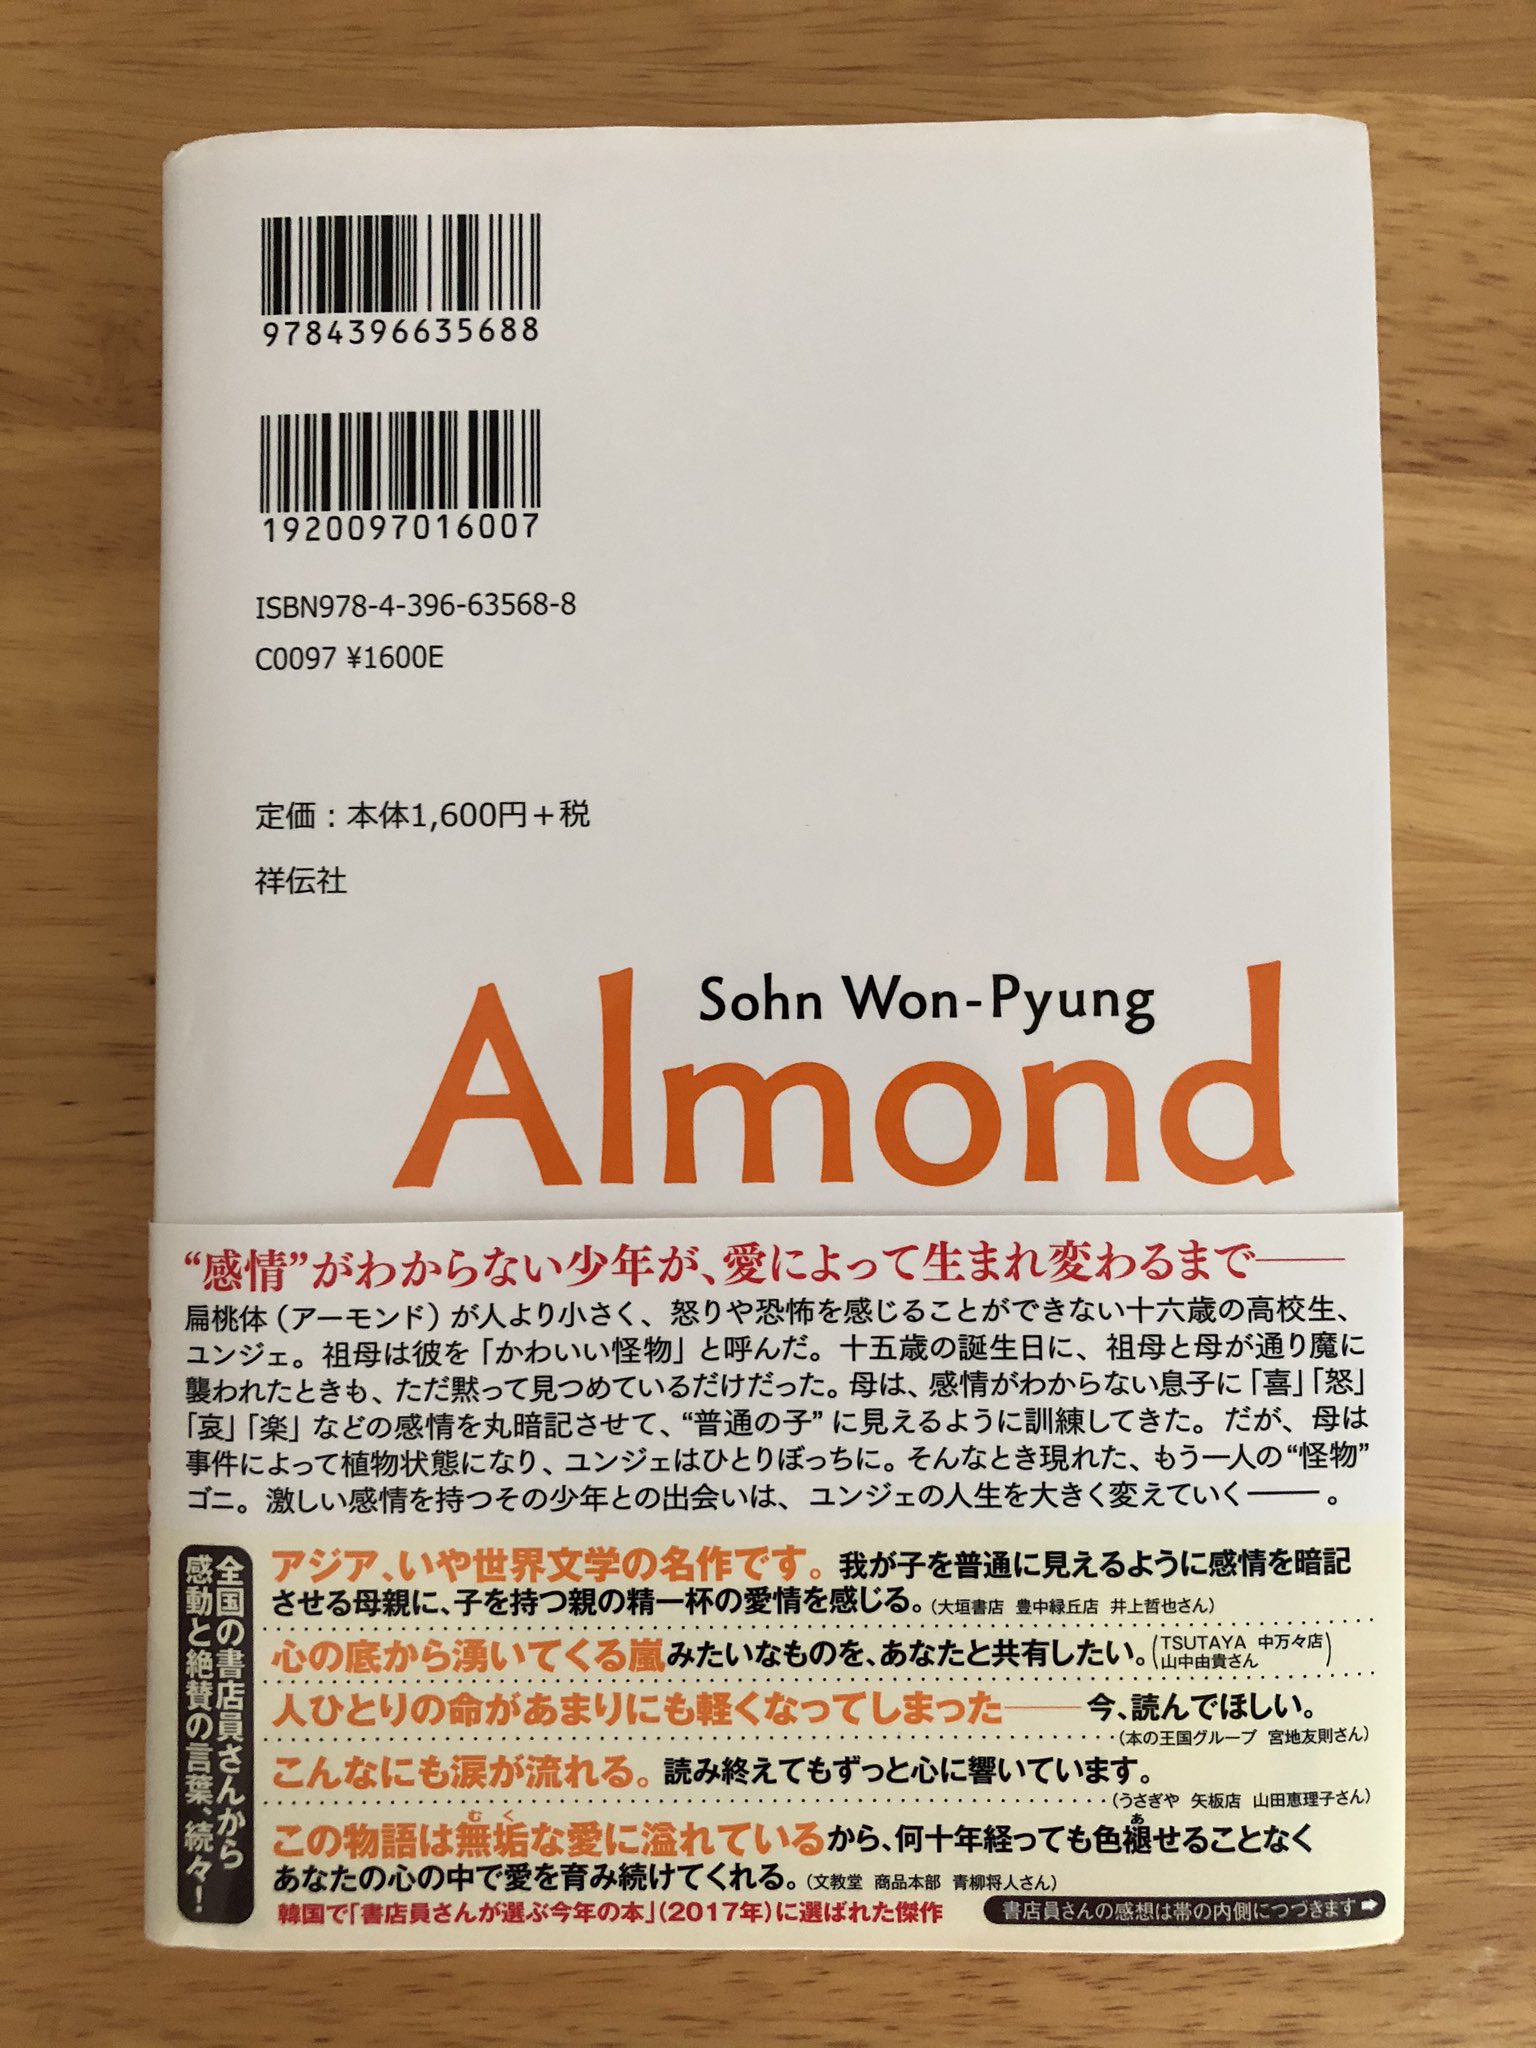 9784396635688
1920097016007
ISBN978-4-396-63568-8
C0097 ¥1600E
定価：本体1,600円＋税
祥伝社
Sohn Won-Pyung
Almond
“感情”がわからない少年が、愛によって生まれ変わるまで――
扁桃体（アーモンド）が人より小さく、怒りや恐怖を感じることができない十六歳の高校生、
ユンジェ。祖母は彼を「かわいい怪物」と呼んだ。十五歳の誕生日に、祖母と母が通り魔に
襲われたときも、ただ黙って見つめているだけだった。母は、感情がわからない息子に「喜」「怒」
「哀」「楽」などの感情を丸暗記させて、“普通の子”に見えるように訓練してきた。だが、母は
事件によって植物状態になり、ユンジェはひとりぼっちに。そんなとき現れた、もう一人の“怪物”
ゴニ。激しい感情を持つその少年との出会いは、ユンジェの人生を大きく変えていく――。
全国の書店員さんから
感動と絶賛の言葉、続々！
アジア、いや世界文学の名作です。我が子を普通に見えるように感情を暗記
させる母親に、子を持つ親の精一杯の愛情を感じる。（大垣書店 豊中緑丘店 井上哲也さん）
心の底から湧いてくる嵐みたいなものを、あなたと共有したい。（TSUTAYA 中万々店
山中由貴さん）
人ひとりの命があまりにも軽くなってしまった――今、読んでほしい。
（本の王国グループ 宮地友則さん）
こんなにも涙が流れる。読み終えてもずっと心に響いています。
（うさぎや 矢板店 山田恵理子さん）
むく
あ
この物語は無垢な愛に溢れているから、何十年経っても色褪せることなく
あなたの心の中で愛を育み続けてくれる。（文教堂 商品本部 青柳将人さん）
韓国で「書店員さんが選ぶ今年の本」（2017年）に選ばれた傑作
書店員さんの感想は帯の内側につづきます➡